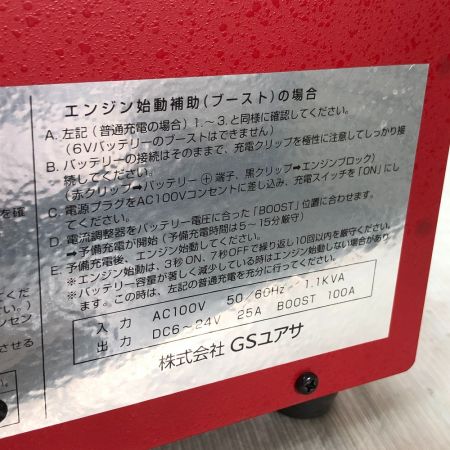 エンジン始動補助(ブースト)の場合
A. 左記(普通充電の場合)1.〜3.と同様に確認してください。
(6Vバッテリーのブーストはできません)
B. バッテリーの接続はそのままで、充電クリップを極性に注意してしっかり接
続してください。
(赤クリップ➡バッテリー⊕端子、黒クリップ➡エンジンブロック)
C. 電源プラグをAC100Vコンセントに差し込み、充電スイッチを「ON」にし
てください。
D. 電流調整器をバッテリー電圧に合った「BOOST」位置に合わせます。
➡予備充電が開始(予備充電時間は5〜15分厳守)
E. 予備充電後、エンジン始動してください。
※エンジン始動は、3秒ON、7秒OFFで繰り返し10回以内を厳守ください。
※バッテリー容量が著しく減少している時はエンジン始動しない場合があり
ます。この時は、左記の普通充電を充分に行ってください。
入力 AC100V 50/60Hz 1.1KVA
出力 DC6〜24V 25A BOOST 100A
株式会社 GSユアサ
を確
くだ
い。)
ンセン
させる
い。